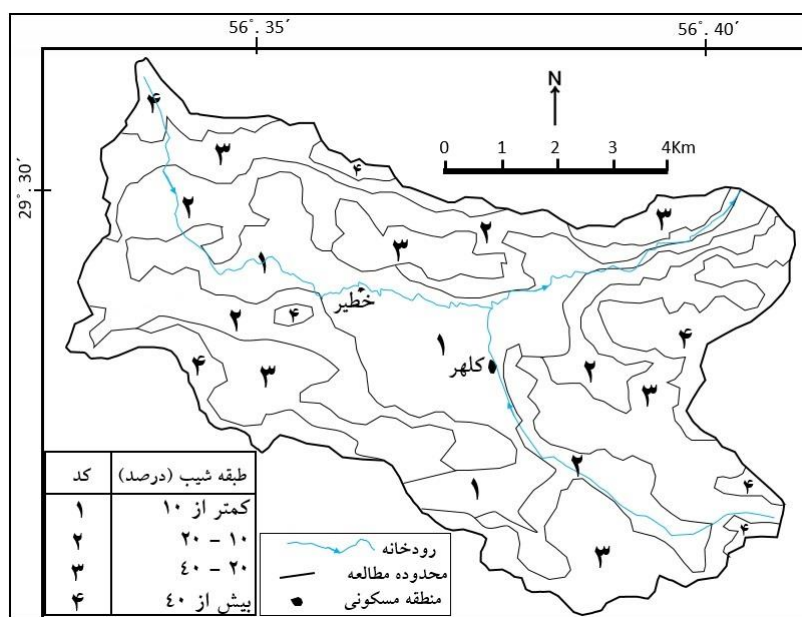 56°. 35′
56°. 40′
N
0 1 2 3 4Km
29°. 30′
۴
۳
۴
۳
۲
۲
۳
۱
خطیر
۲
۴
۴
۱
کلهر
۲
۴
۳
۳
۱
۲
۴
۴
۳
کد طبقه شیب (درصد)
۱ کمتر از ۱۰
۲ ۱۰ - ۲۰
۳ ۲۰ - ۴۰
۴ بیش از ۴۰
رودخانه
محدوده مطالعه
منطقه مسکونی